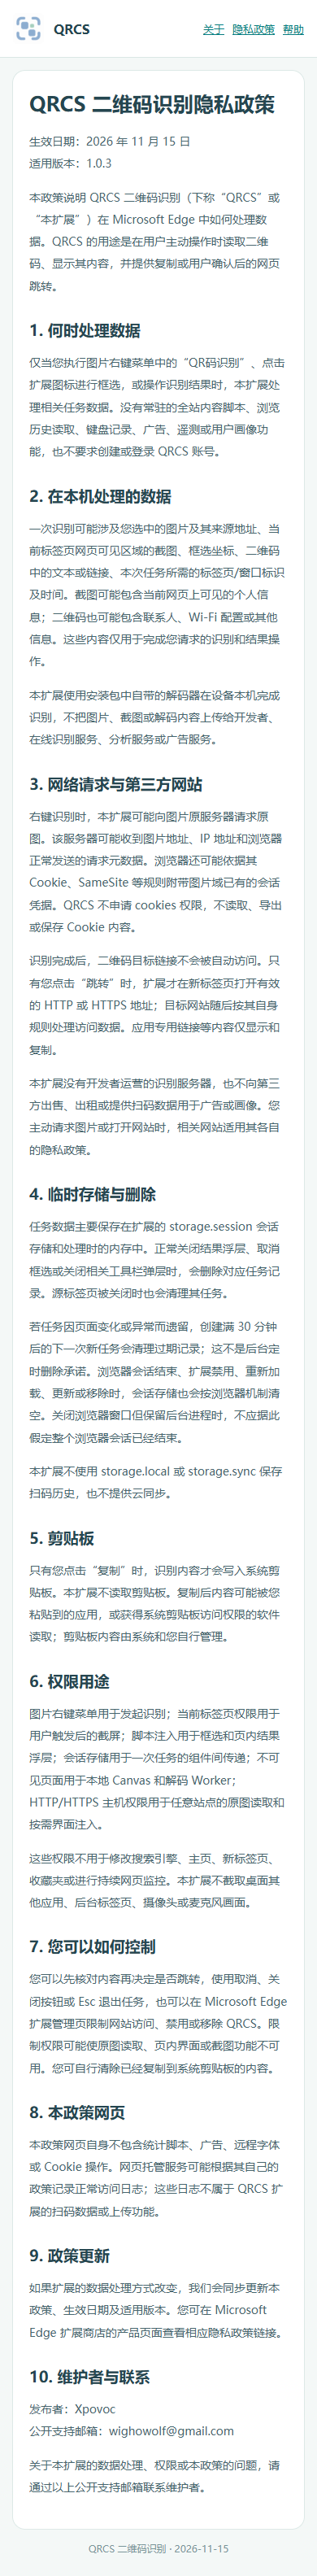 QRCS
关于 隐私政策 帮助
QRCS 二维码识别隐私政策
生效日期：2026 年 11 月 15 日
适用版本：1.0.3
本政策说明 QRCS 二维码识别（下称“QRCS”或
“本扩展”）在 Microsoft Edge 中如何处理数
据。QRCS 的用途是在用户主动操作时读取二维
码、显示其内容，并提供复制或用户确认后的网页
跳转。
1. 何时处理数据
仅当您执行图片右键菜单中的“QR码识别”、点击
扩展图标进行框选，或操作识别结果时，本扩展处
理相关任务数据。没有常驻的全站内容脚本、浏览
历史读取、键盘记录、广告、遥测或用户画像功
能，也不要求创建或登录 QRCS 账号。
2. 在本机处理的数据
一次识别可能涉及您选中的图片及其来源地址、当
前标签页网页可见区域的截图、框选坐标、二维码
中的文本或链接、本次任务所需的标签页/窗口标识
及时间。截图可能包含当前网页上可见的个人信
息；二维码也可能包含联系人、Wi-Fi 配置或其他
信息。这些内容仅用于完成您请求的识别和结果操
作。
本扩展使用安装包中自带的解码器在设备本机完成
识别，不把图片、截图或解码内容上传给开发者、
在线识别服务、分析服务或广告服务。
3. 网络请求与第三方网站
右键识别时，本扩展可能向图片原服务器请求原
图。该服务器可能收到图片地址、IP 地址和浏览器
正常发送的请求元数据。浏览器还可能依据其
Cookie、SameSite 等规则附带图片域已有的会话
凭据。QRCS 不申请 cookies 权限，不读取、导出
或保存 Cookie 内容。
识别完成后，二维码目标链接不会被自动访问。只
有您点击“跳转”时，扩展才在新标签页打开有效
的 HTTP 或 HTTPS 地址；目标网站随后按其自身
规则处理访问数据。应用专用链接等内容仅显示和
复制。
本扩展没有开发者运营的识别服务器，也不向第三
方出售、出租或提供扫码数据用于广告或画像。您
主动请求图片或打开网站时，相关网站适用其各自
的隐私政策。
4. 临时存储与删除
任务数据主要保存在扩展的 storage.session 会话
存储和处理时的内存中。正常关闭结果浮层、取消
框选或关闭相关工具栏弹层时，会删除对应任务记
录。源标签页被关闭时也会清理其任务。
若任务因页面变化或异常而遗留，创建满 30 分钟
后的下一次新任务会清理过期记录；这不是后台定
时删除承诺。浏览器会话结束、扩展禁用、重新加
载、更新或移除时，会话存储也会按浏览器机制清
空。关闭浏览器窗口但保留后台进程时，不应据此
假定整个浏览器会话已经结束。
本扩展不使用 storage.local 或 storage.sync 保存
扫码历史，也不提供云同步。
5. 剪贴板
只有您点击“复制”时，识别内容才会写入系统剪
贴板。本扩展不读取剪贴板。复制后内容可能被您
粘贴到的应用，或获得系统剪贴板访问权限的软件
读取；剪贴板内容由系统和您自行管理。
6. 权限用途
图片右键菜单用于发起识别；当前标签页权限用于
用户触发后的截屏；脚本注入用于框选和页内结果
浮层；会话存储用于一次任务的组件间传递；不可
见页面用于本地 Canvas 和解码 Worker；
HTTP/HTTPS 主机权限用于任意站点的原图读取和
按需界面注入。
这些权限不用于修改搜索引擎、主页、新标签页、
收藏夹或进行持续网页监控。本扩展不截取桌面其
他应用、后台标签页、摄像头或麦克风画面。
7. 您可以如何控制
您可以先核对内容再决定是否跳转，使用取消、关
闭按钮或 Esc 退出任务，也可以在 Microsoft Edge
扩展管理页限制网站访问、禁用或移除 QRCS。限
制权限可能使原图读取、页内界面或截图功能不可
用。您可自行清除已经复制到系统剪贴板的内容。
8. 本政策网页
本政策网页自身不包含统计脚本、广告、远程字体
或 Cookie 操作。网页托管服务可能根据其自己的
政策记录正常访问日志；这些日志不属于 QRCS 扩
展的扫码数据或上传功能。
9. 政策更新
如果扩展的数据处理方式改变，我们会同步更新本
政策、生效日期及适用版本。您可在 Microsoft
Edge 扩展商店的产品页面查看相应隐私政策链接。
10. 维护者与联系
发布者：Xpovoc
公开支持邮箱：wighowolf@gmail.com
关于本扩展的数据处理、权限或本政策的问题，请
通过以上公开支持邮箱联系维护者。
QRCS 二维码识别 · 2026-11-15